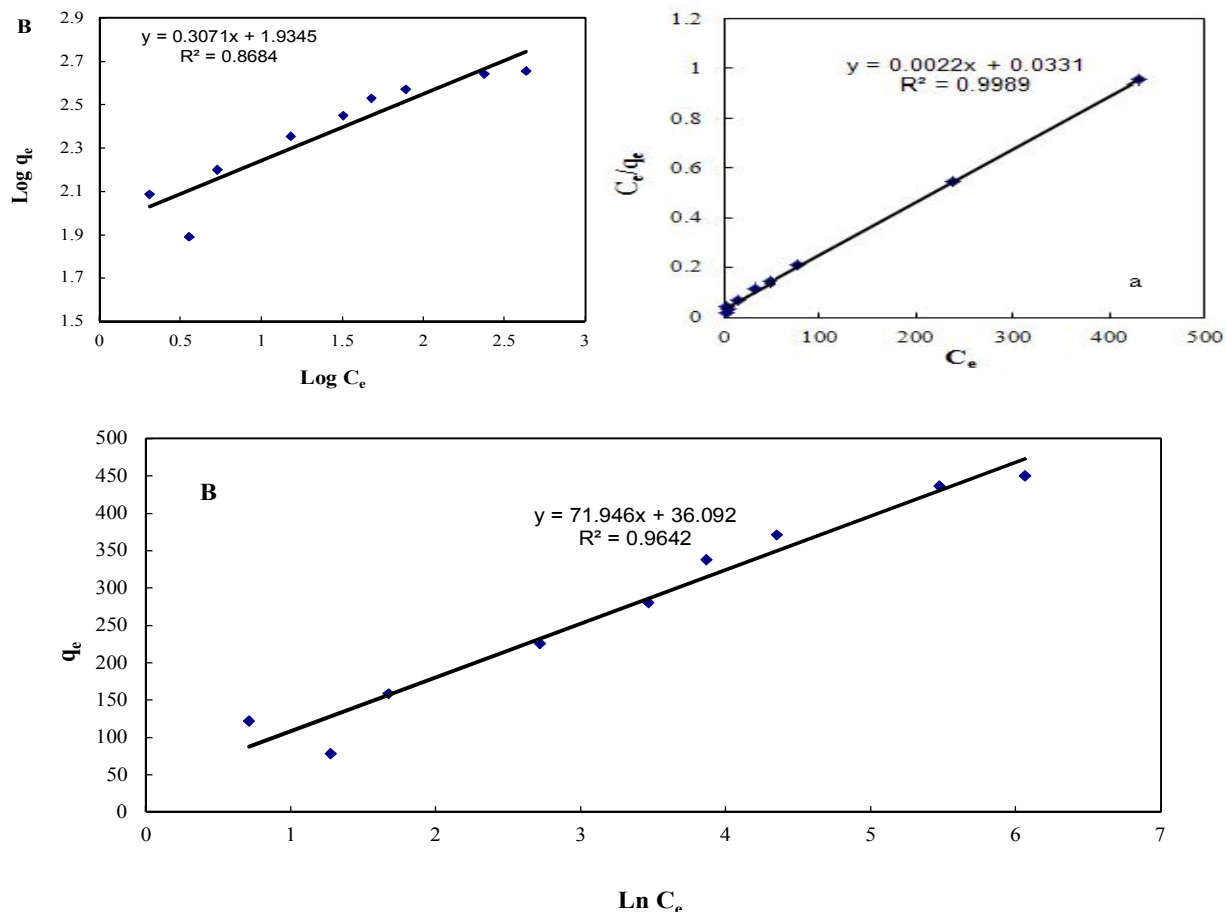 B
y = 0.3071x + 1.9345
R² = 0.8684
2.9
2.7
2.5
2.3
2.1
1.9
1.7
1.5
Log qe
0 0.5 1 1.5 2 2.5 3
Log Ce
y = 0.0022x + 0.0331
R² = 0.9989
1.2
1
0.8
0.6
0.4
0.2
0
Ce/qe
a
0 100 200 300 400 500
Ce
B
y = 71.946x + 36.092
R² = 0.9642
500
450
400
350
300
250
200
150
100
50
0
qe
0 1 2 3 4 5 6 7
Ln Ce